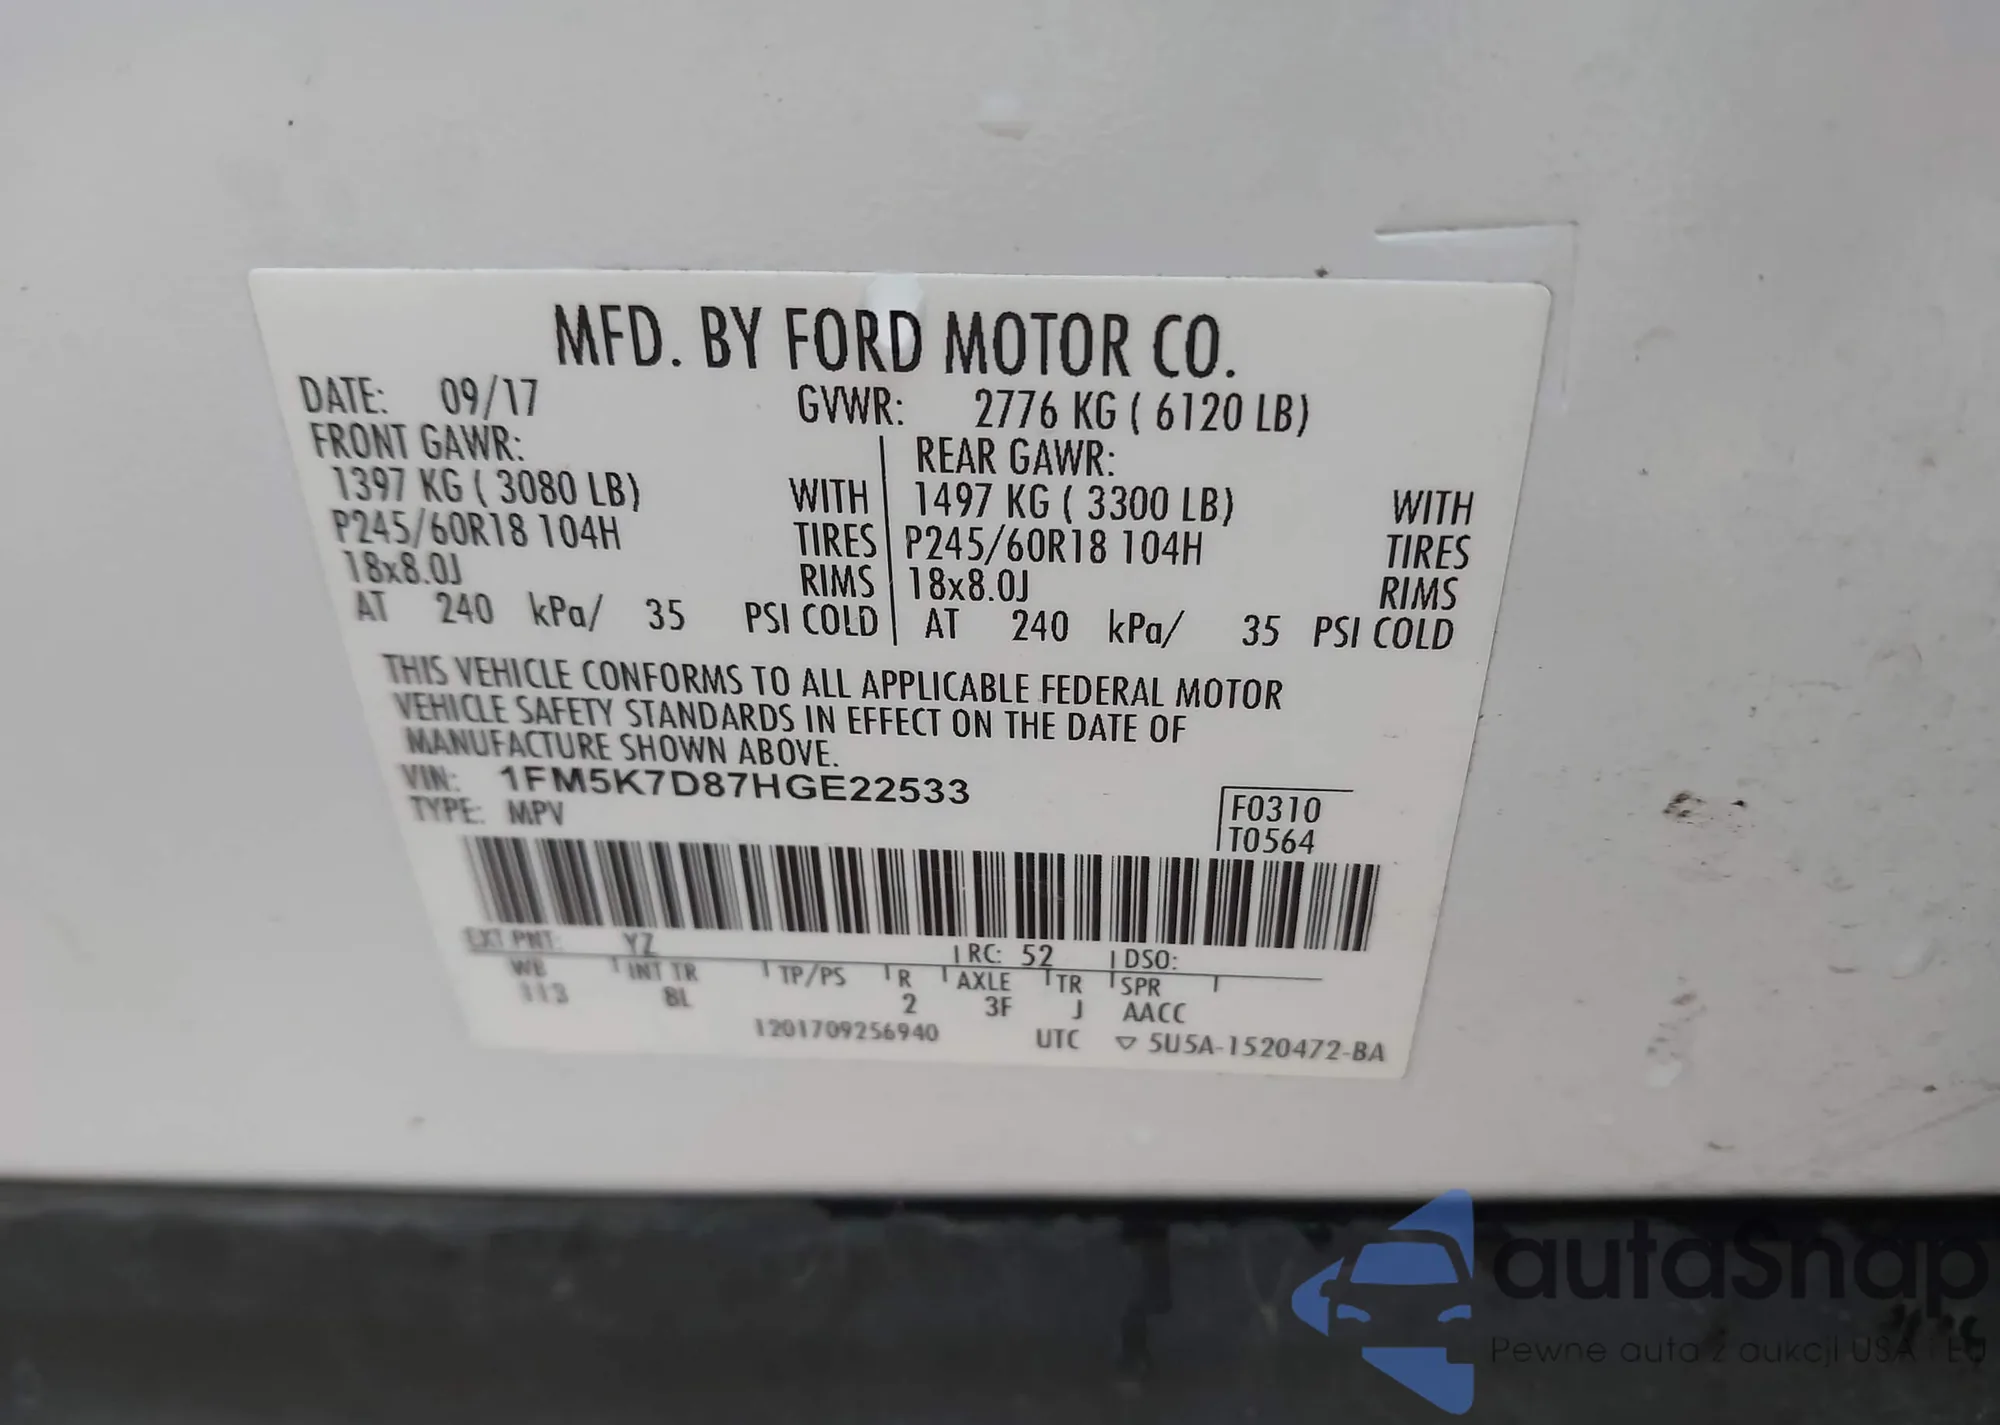 MFD. BY FORD MOTOR CO.
DATE: 09/17 GVWR: 2776 KG ( 6120 LB)
FRONT GAWR: REAR GAWR:
1397 KG ( 3080 LB) WITH 1497 KG ( 3300 LB) WITH
P245/60R18 104H TIRES P245/60R18 104H TIRES
18x8.0J RIMS 18x8.0J RIMS
AT 240 kPa/ 35 PSI COLD AT 240 kPa/ 35 PSI COLD
THIS VEHICLE CONFORMS TO ALL APPLICABLE FEDERAL MOTOR
VEHICLE SAFETY STANDARDS IN EFFECT ON THE DATE OF
MANUFACTURE SHOWN ABOVE.
VIN: 1FM5K7D87HGE22533
TYPE: MPV
F0310
T0564
EXT PNT: YZ RC: 52 DSO:
WB INT TR TP/PS R AXLE TR SPR
113 8L 2 3F J AACC
1201709256940 UTC ▽ 5U5A-1520472-BA
autaSnap
Pewne auta z aukcji USA i EU